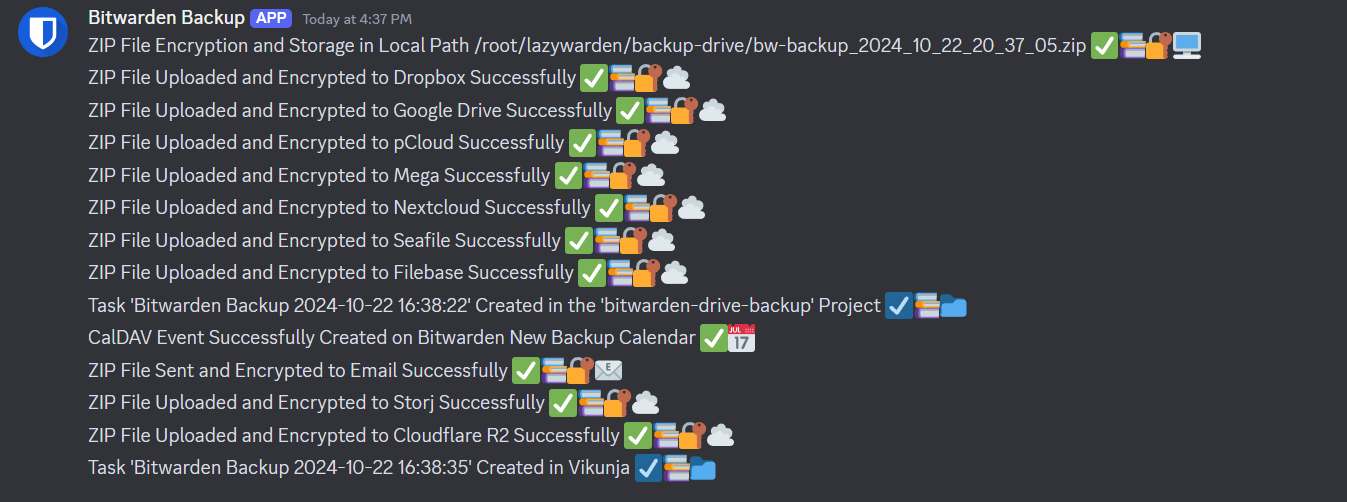 Bitwarden Backup APP Today at 4:37 PM
ZIP File Encryption and Storage in Local Path /root/lazywarden/backup-drive/bw-backup_2024_10_22_20_37_05.zip ✅📚🔐🖥️
ZIP File Uploaded and Encrypted to Dropbox Successfully ✅📚🔐☁️
ZIP File Uploaded and Encrypted to Google Drive Successfully ✅📚🔐☁️
ZIP File Uploaded and Encrypted to pCloud Successfully ✅📚🔐☁️
ZIP File Uploaded and Encrypted to Mega Successfully ✅📚🔐☁️
ZIP File Uploaded and Encrypted to Nextcloud Successfully ✅📚🔐☁️
ZIP File Uploaded and Encrypted to Seafile Successfully ✅📚🔐☁️
ZIP File Uploaded and Encrypted to Filebase Successfully ✅📚🔐☁️
Task 'Bitwarden Backup 2024-10-22 16:38:22' Created in the 'bitwarden-drive-backup' Project ☑️📚📁
CalDAV Event Successfully Created on Bitwarden New Backup Calendar ✅📅
ZIP File Sent and Encrypted to Email Successfully ✅📚🔐📧
ZIP File Uploaded and Encrypted to Storj Successfully ✅📚🔐☁️
ZIP File Uploaded and Encrypted to Cloudflare R2 Successfully ✅📚🔐☁️
Task 'Bitwarden Backup 2024-10-22 16:38:35' Created in Vikunja ☑️📚📁